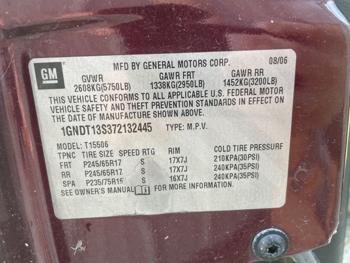 MFD BY GENERAL MOTORS CORP. 08/06
GM
GVWR GAWR FRT GAWR RR
2608KG(5750LB) 1338KG(2950LB) 1452KG(3200LB)
THIS VEHICLE CONFORMS TO ALL APPLICABLE U.S. FEDERAL MOTOR
VEHICLE SAFETY AND THEFT PREVENTION STANDARDS IN EFFECT ON
THE DATE OF MANUFACTURE SHOWN ABOVE.
1GNDT13S372132445 TYPE: M.P.V.
MODEL: T15506
TPNC TIRE SIZE SPEED RTG RIM COLD TIRE PRESSURE
FRT P245/65R17 S 17X7J 210KPA(30PSI)
RR P245/65R17 S 17X7J 240KPA(35PSI)
SPA P235/75R16 S 16X7J 240KPA(35PSI)
SEE OWNER'S MANUAL FOR MORE INFORMATION.